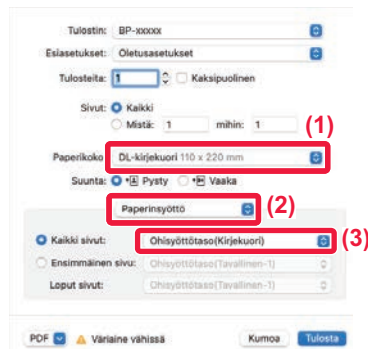 Tulostin: BP-xxxxx
Esiasetukset: Oletusasetukset
Tulosteita: 1 Kaksipuolinen
Sivut: Kaikki
Mistä: 1 mihin: 1
(1)
Paperikoko DL-kirjekuori 110 x 220 mm
Suunta: Pysty Vaaka
Paperinsyöttö (2)
Kaikki sivut: Ohisyöttötaso(Kirjekuori) (3)
Ensimmäinen sivu: Ohisyöttötaso(Tavallinen-1)
Loput sivut: Ohisyöttötaso(Tavallinen-1)
PDF Väriaine vähissä Kumoa Tulosta